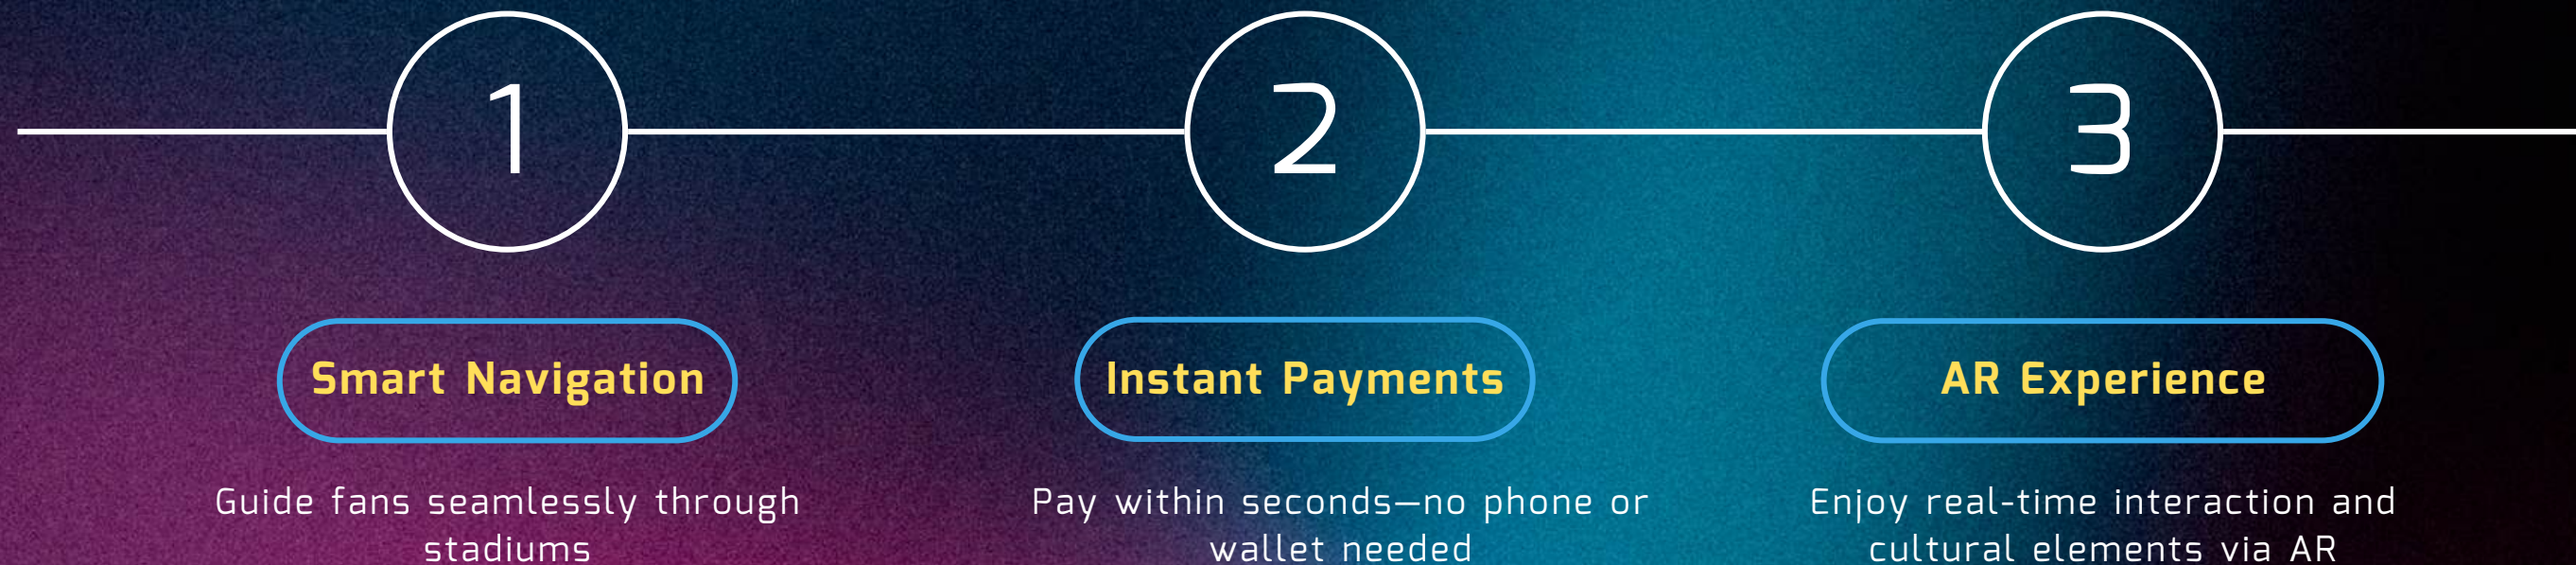 1
2
3
Smart Navigation
Instant Payments
AR Experience
Guide fans seamlessly through
stadiums
Pay within seconds—no phone or
wallet needed
Enjoy real-time interaction and
cultural elements via AR